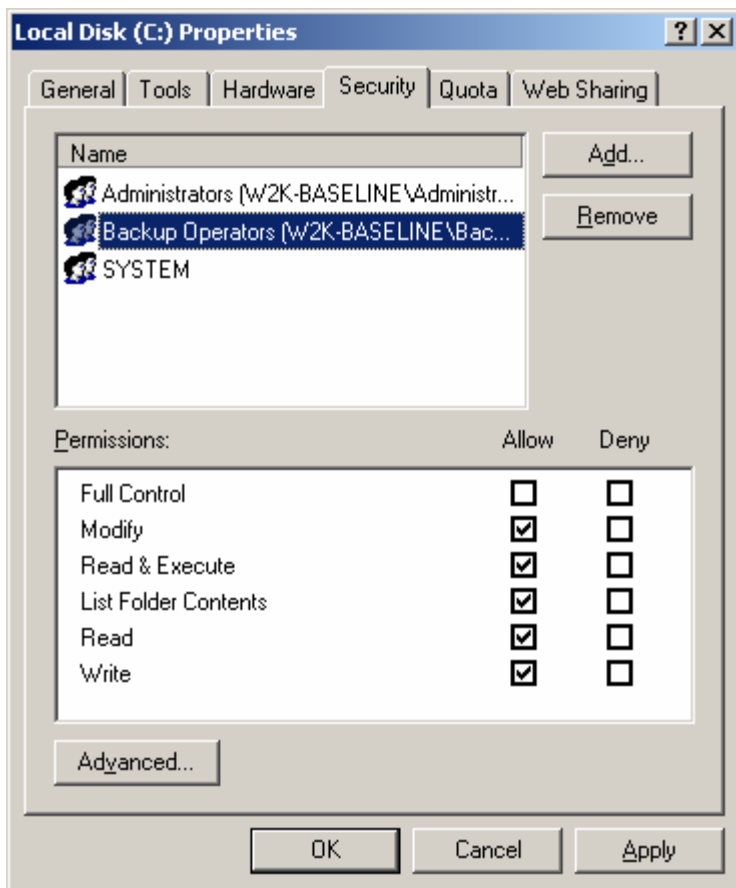 Local Disk (C:) Properties ? X
General Tools Hardware Security Quota Web Sharing
Name
Add...
Administrators (W2K-BASELINE\Administr...
Remove
Backup Operators (W2K-BASELINE\Bac...
SYSTEM
Permissions: Allow Deny
Full Control
Modify
Read & Execute
List Folder Contents
Read
Write
Advanced...
OK Cancel Apply